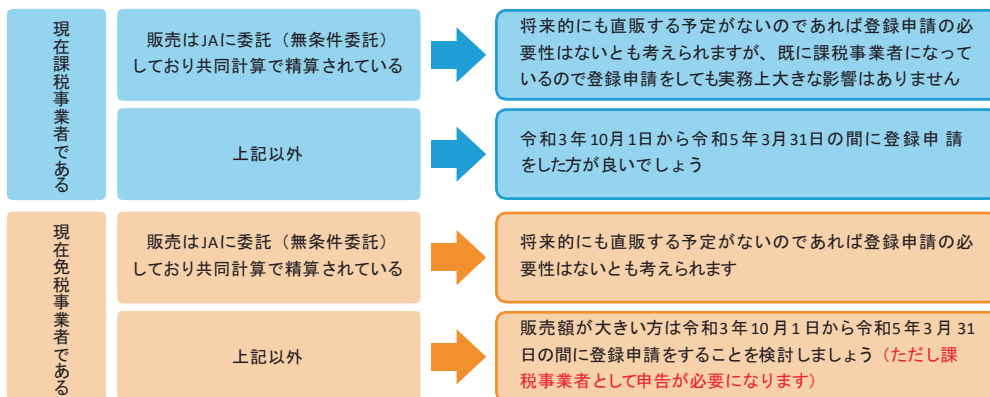 現在課税事業者である
販売はJAに委託（無条件委託）
しており共同計算で精算されている
将来的にも直販する予定がないのであれば登録申請の必
要性はないとも考えられますが、既に課税事業者になって
いるので登録申請をしても実務上大きな影響はありません
上記以外
令和3年10月1日から令和5年3月31日の間に登録申請
をした方が良いでしょう
現在免税事業者である
販売はJAに委託（無条件委託）
しており共同計算で精算されている
将来的にも直販する予定がないのであれば登録申請の必
要性はないとも考えられます
上記以外
販売額が大きい方は令和3年10月1日から令和5年3月31
日の間に登録申請をすることを検討しましょう（ただし課
税事業者として申告が必要になります）